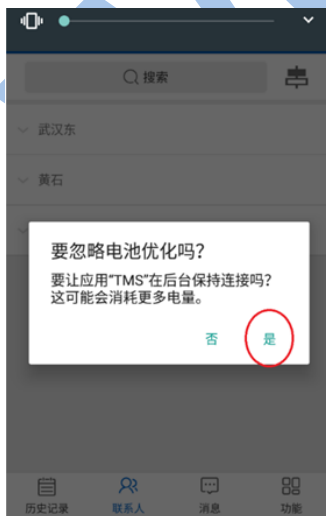 搜索
武汉东
黄石
要忽略电池优化吗？
要让应用“TMS”在后台保持连接吗？
这可能会消耗更多电量。
否
是
历史记录
联系人
消息
功能